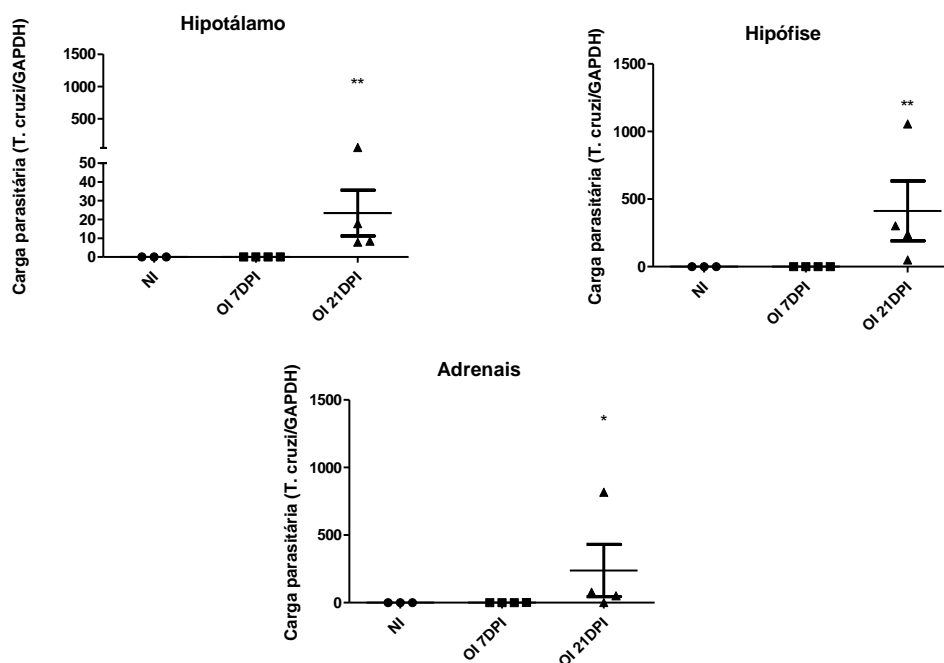 Hipotálamo
Carga parasitária (T. cruzi/GAPDH)
1500
1000
500
50
40
30
20
10
0
**
NI
OI 7DPI
OI 21DPI
Hipófise
Carga parasitária (T. cruzi/GAPDH)
1500
1000
500
0
**
NI
OI 7DPI
OI 21DPI
Adrenais
Carga parasitária (T. cruzi/GAPDH)
1500
1000
500
0
*
NI
OI 7DPI
OI 21DPI